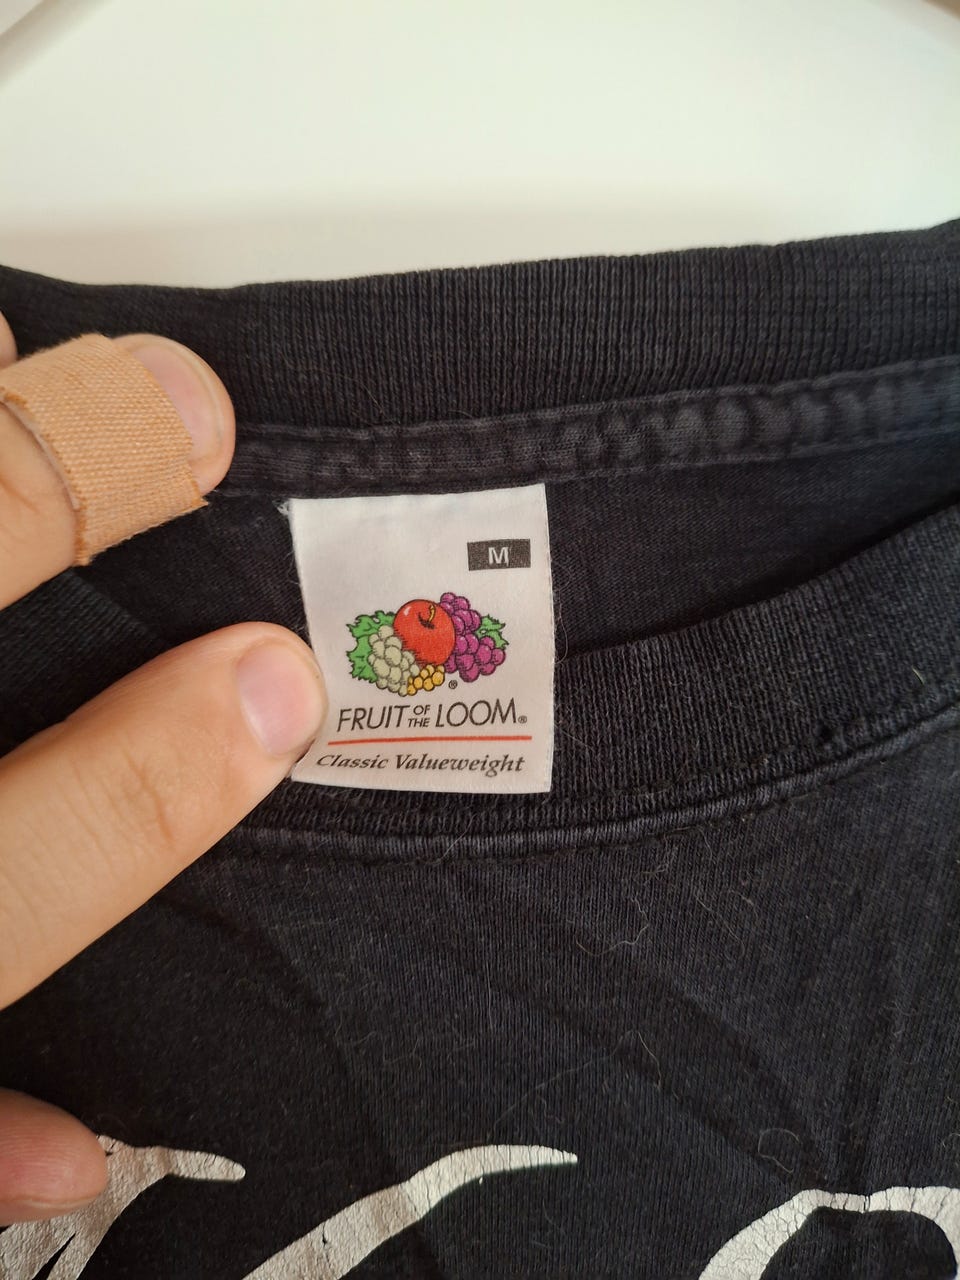 M
FRUIT OF THE LOOM®
Classic Valueweight